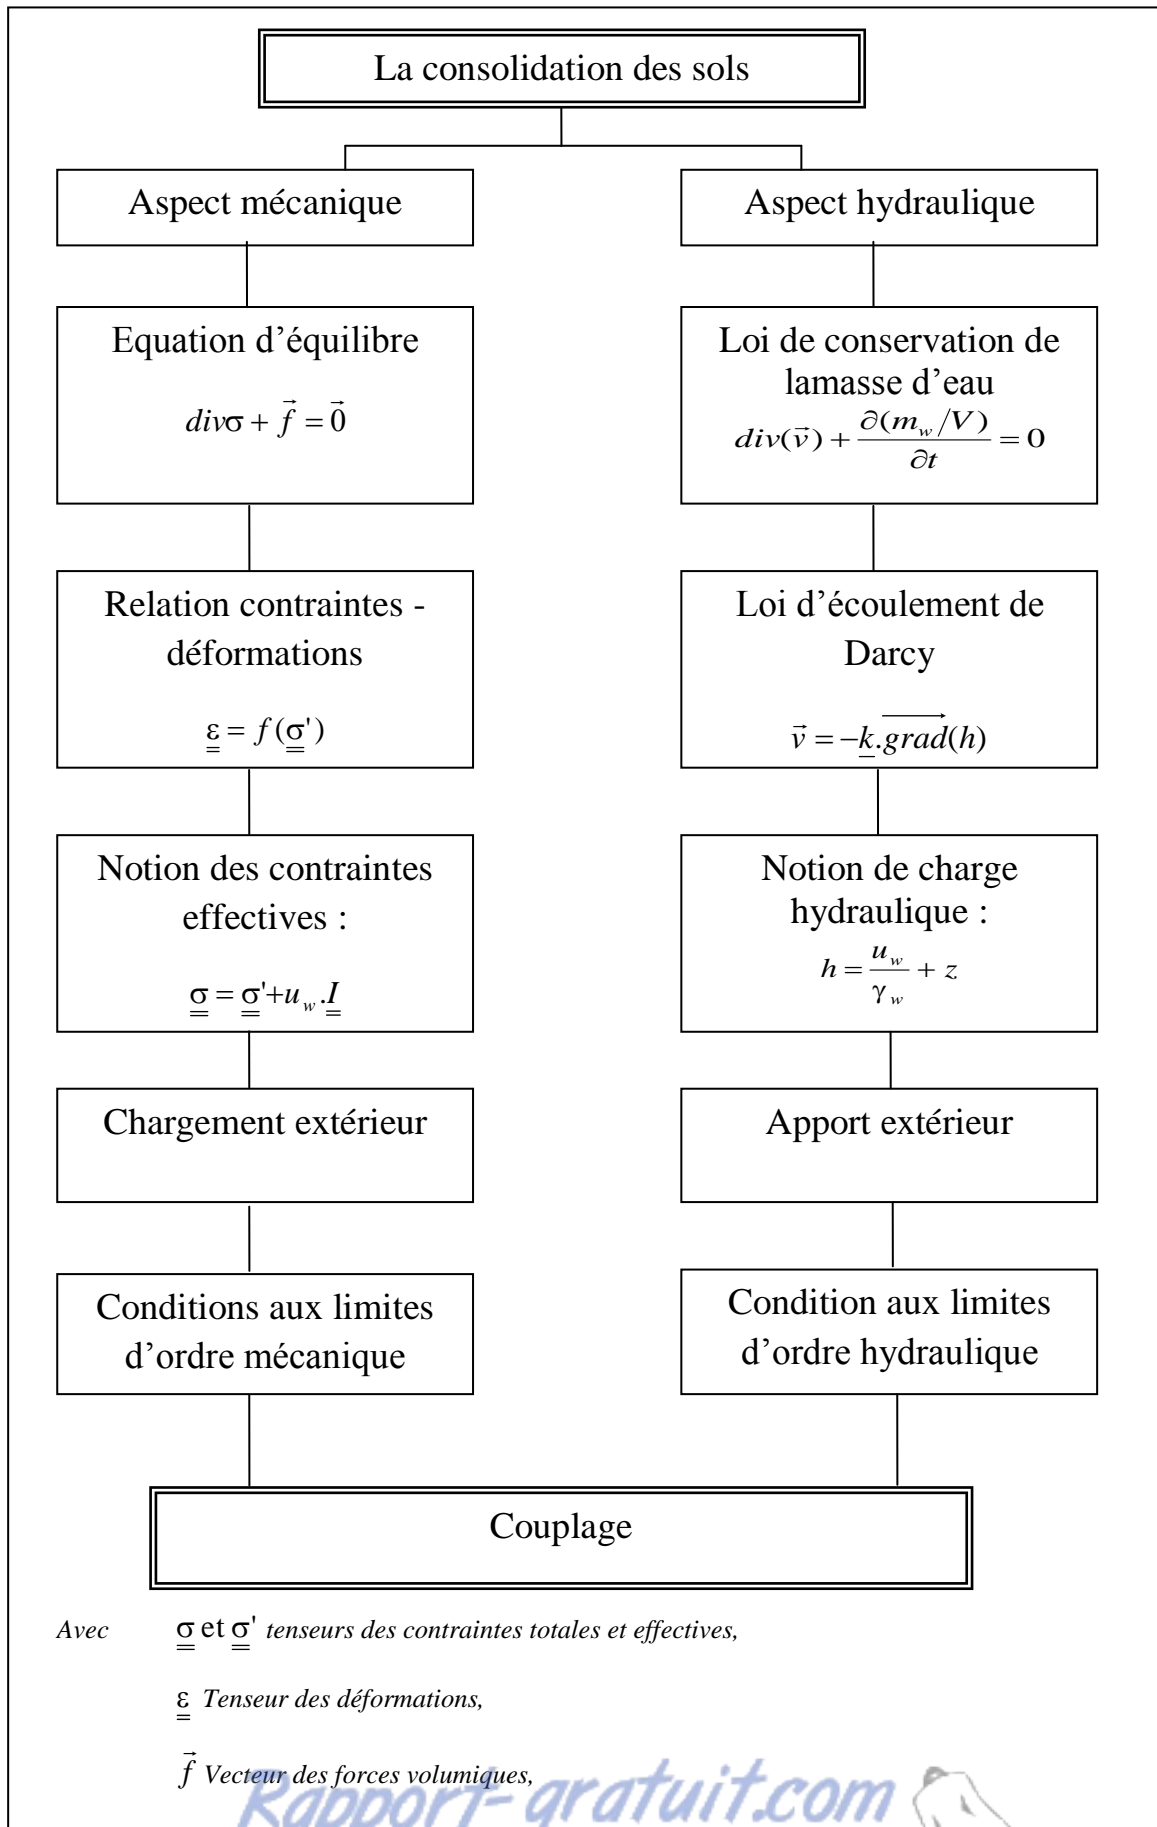 La consolidation des sols
Aspect mécanique
Equation d'équilibre
divσ + f⃗ = 0⃗
Relation contraintes -
déformations
ε = f(σ')
Notion des contraintes
effectives :
σ = σ'+u_w.I
Chargement extérieur
Conditions aux limites
d'ordre mécanique
Aspect hydraulique
Loi de conservation de
lamasse d'eau
div(v⃗) + ∂(m_w/V)/∂t = 0
Loi d'écoulement de
Darcy
v⃗ = −k.grad(h)
Notion de charge
hydraulique :
h = u_w/γ_w + z
Apport extérieur
Condition aux limites
d'ordre hydraulique
Couplage
Avec σ et σ' tenseurs des contraintes totales et effectives,
ε Tenseur des déformations,
f⃗ Vecteur des forces volumiques,
Rapport-gratuit.com